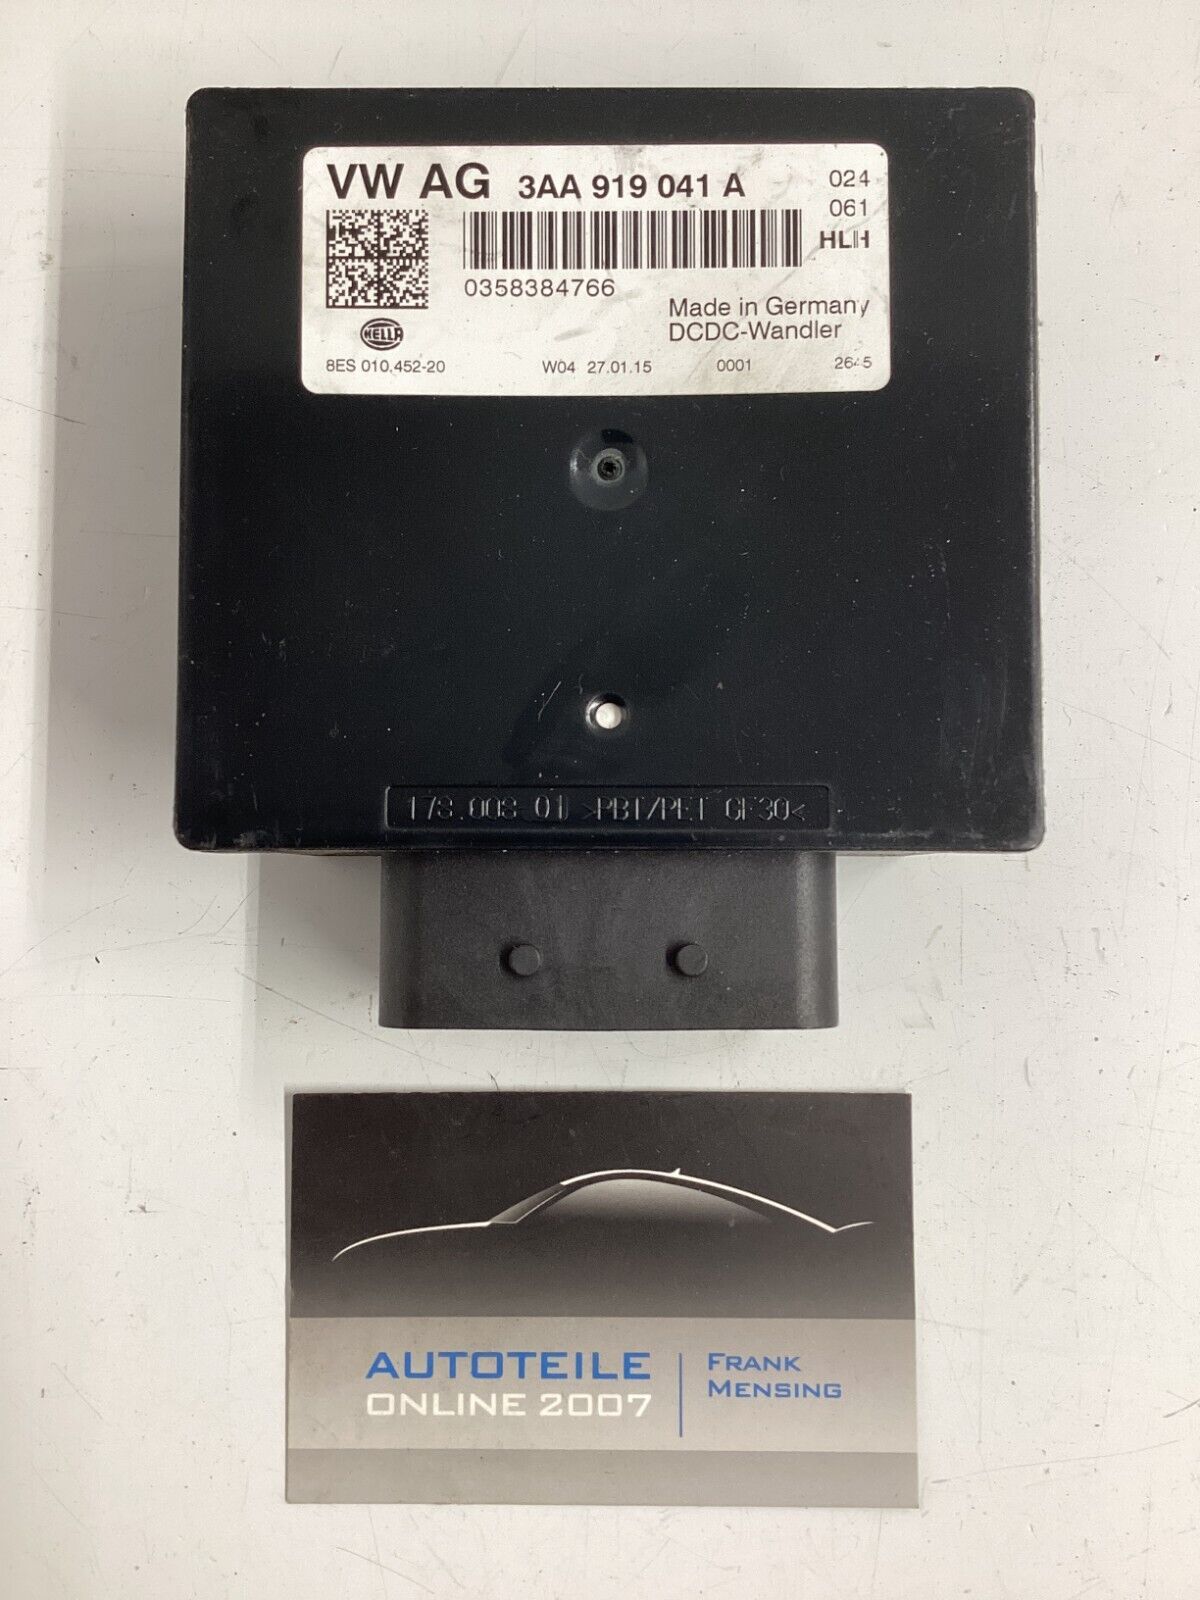 VW AG 3AA 919 041 A 024
061
HLH
0358384766
Made in Germany
DCDC-Wandler
HELLA
8ES 010.452-20 W04 27.01.15 0001 2645
178.008-01 >PBT/PET GF30<
AUTOTEILE
ONLINE 2007
FRANK
MENSING